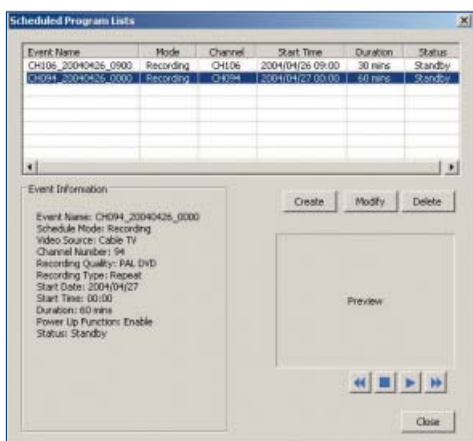 Scheduled Program Lists
Event Name Mode Channel Start Time Duration Status
CH106_20040426_0900 Recording CH106 2004/04/26 09:00 30 mins Standby
CH094_20040426_0000 Recording CH094 2004/04/27 00:00 60 mins Standby
Event Information
Create Modify Delete
Event Name: CH094_20040426_0000
Schedule Mode: Recording
Video Source: Cable TV
Channel Number: 94
Recording Quality: PAL DVD
Recording Type: Repeat
Start Date: 2004/04/27
Start Time: 00:00
Duration: 60 mins
Power Up Function: Enable
Status: Standby
Preview
Close